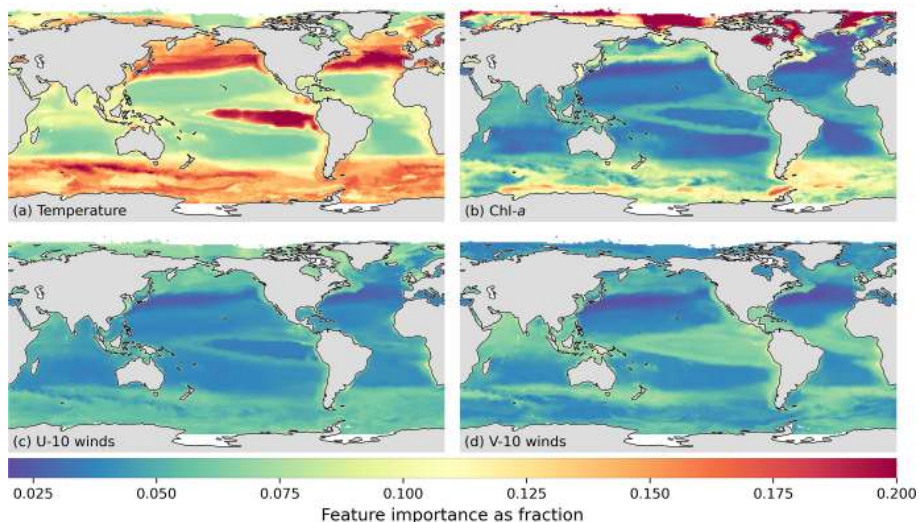 (a) Temperature
(b) Chl-a
(c) U-10 winds
(d) V-10 winds
0.025 0.050 0.075 0.100 0.125 0.150 0.175 0.200
Feature importance as fraction